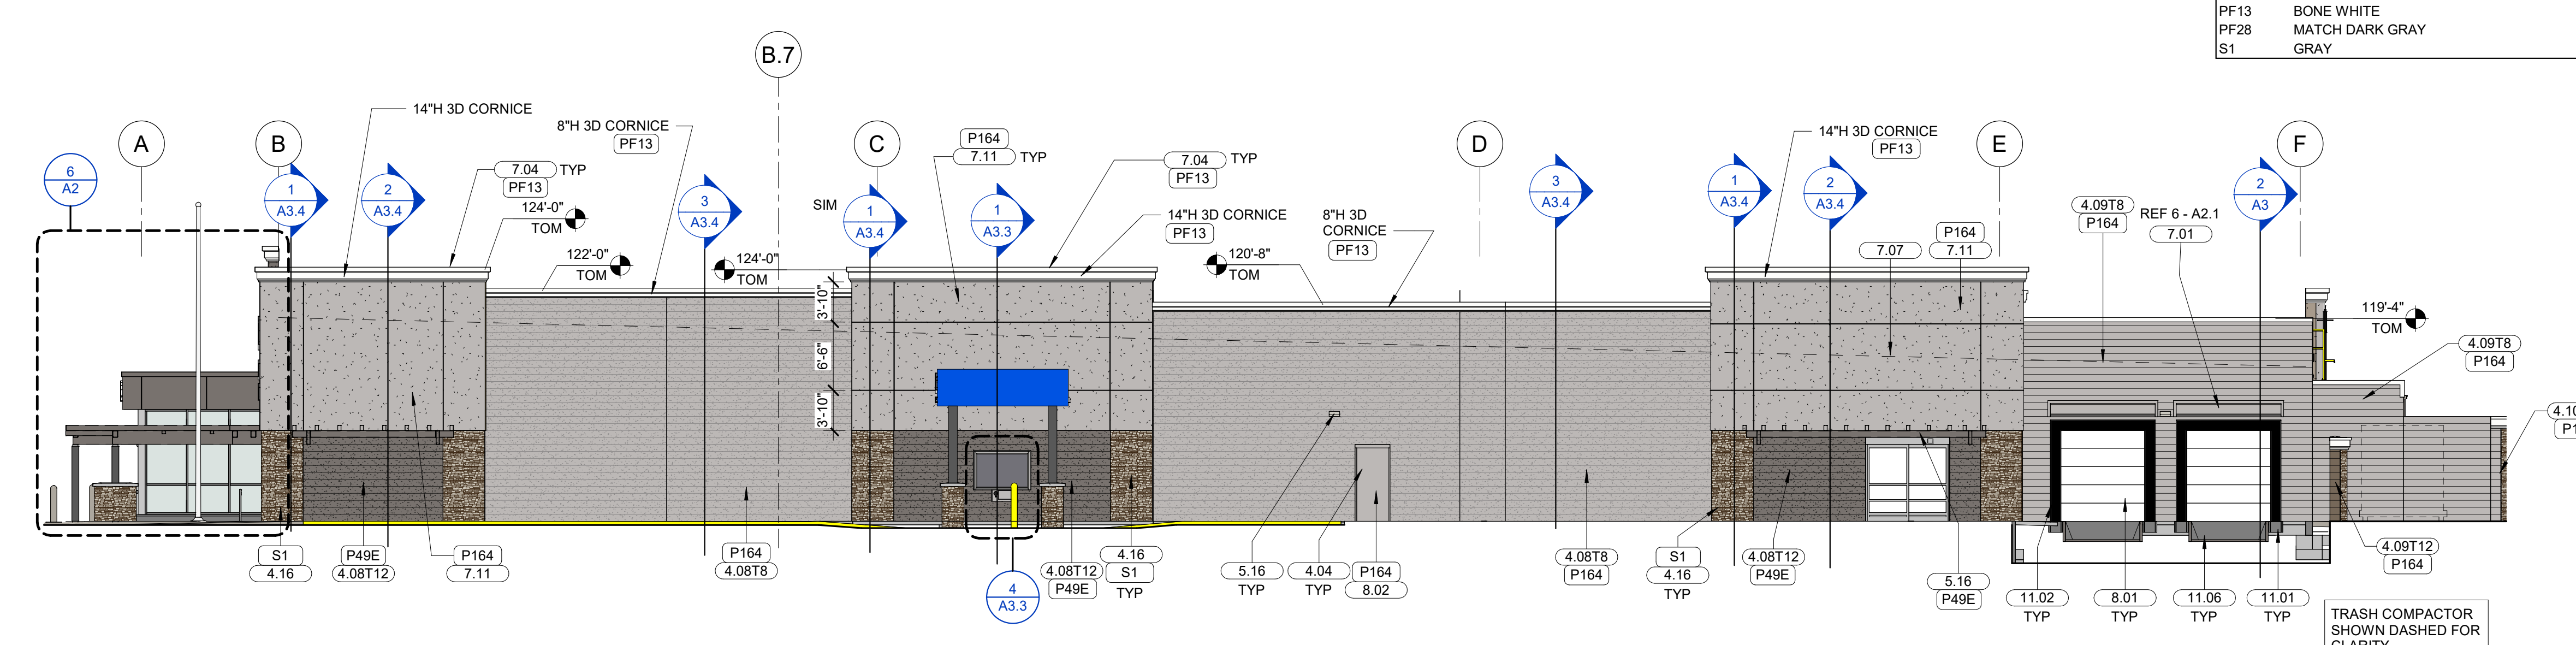 PF13 BONE WHITE
PF28 MATCH DARK GRAY
S1 GRAY
B.7
A
B
C
D
E
F
14"H 3D CORNICE
8"H 3D CORNICE
PF13
P164
7.11 TYP
7.04 TYP
PF13
14"H 3D CORNICE
PF13
6
A2
7.04 TYP
PF13
1
A3.4
2
A3.4
3
A3.4
SIM
1
A3.4
1
A3.3
14"H 3D CORNICE
PF13
8"H 3D
CORNICE
PF13
3
A3.4
1
A3.4
2
A3.4
4.09T8
P164
REF 6 - A2.1
7.01
2
A3
124'-0"
TOM
122'-0"
TOM
124'-0"
TOM
120'-8"
TOM
7.07
P164
7.11
119'-4"
TOM
3'-10"
6'-6"
3'-10"
4.09T8
P164
4.10
P1
S1
4.16
P49E
4.08T12
P164
7.11
P164
4.08T8
4.08T12
P49E
4.16
S1
TYP
4
A3.3
5.16
TYP
4.04
TYP
P164
8.02
4.08T8
P164
S1
4.16
TYP
4.08T12
P49E
5.16
P49E
11.02
TYP
8.01
TYP
11.06
TYP
11.01
TYP
4.09T12
P164
TRASH COMPACTOR
SHOWN DASHED FOR
CLARITY